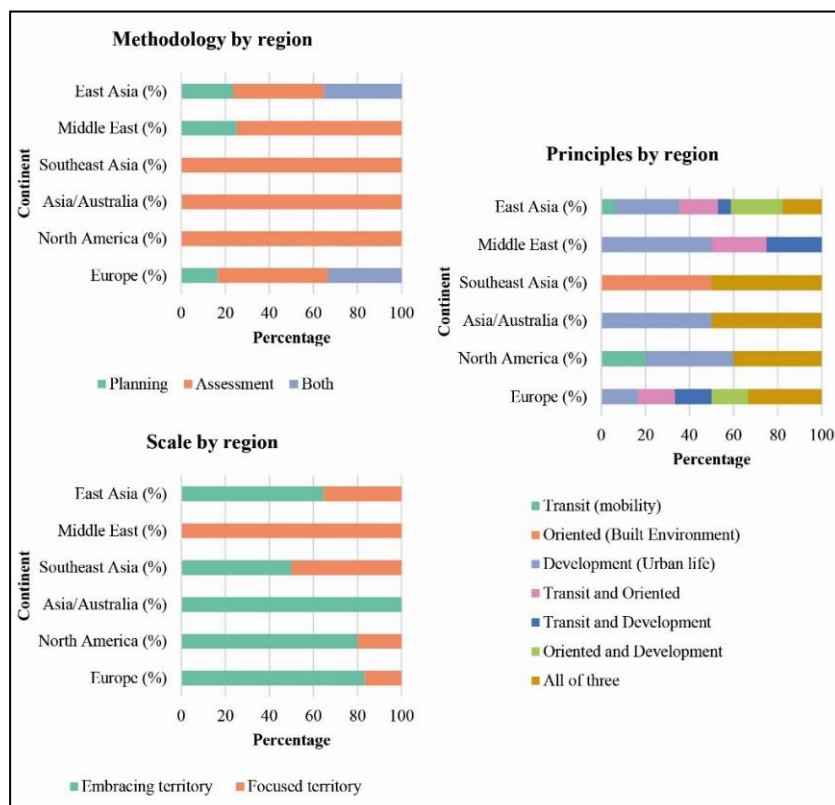 Methodology by region
Continent
East Asia (%)
Middle East (%)
Southeast Asia (%)
Asia/Australia (%)
North America (%)
Europe (%)
0 20 40 60 80 100
Percentage
Planning Assessment Both
Scale by region
Continent
East Asia (%)
Middle East (%)
Southeast Asia (%)
Asia/Australia (%)
North America (%)
Europe (%)
0 20 40 60 80 100
Percentage
Embracing territory Focused territory
Principles by region
Continent
East Asia (%)
Middle East (%)
Southeast Asia (%)
Asia/Australia (%)
North America (%)
Europe (%)
0 20 40 60 80 100
Percentage
Transit (mobility)
Oriented (Built Environment)
Development (Urban life)
Transit and Oriented
Transit and Development
Oriented and Development
All of three